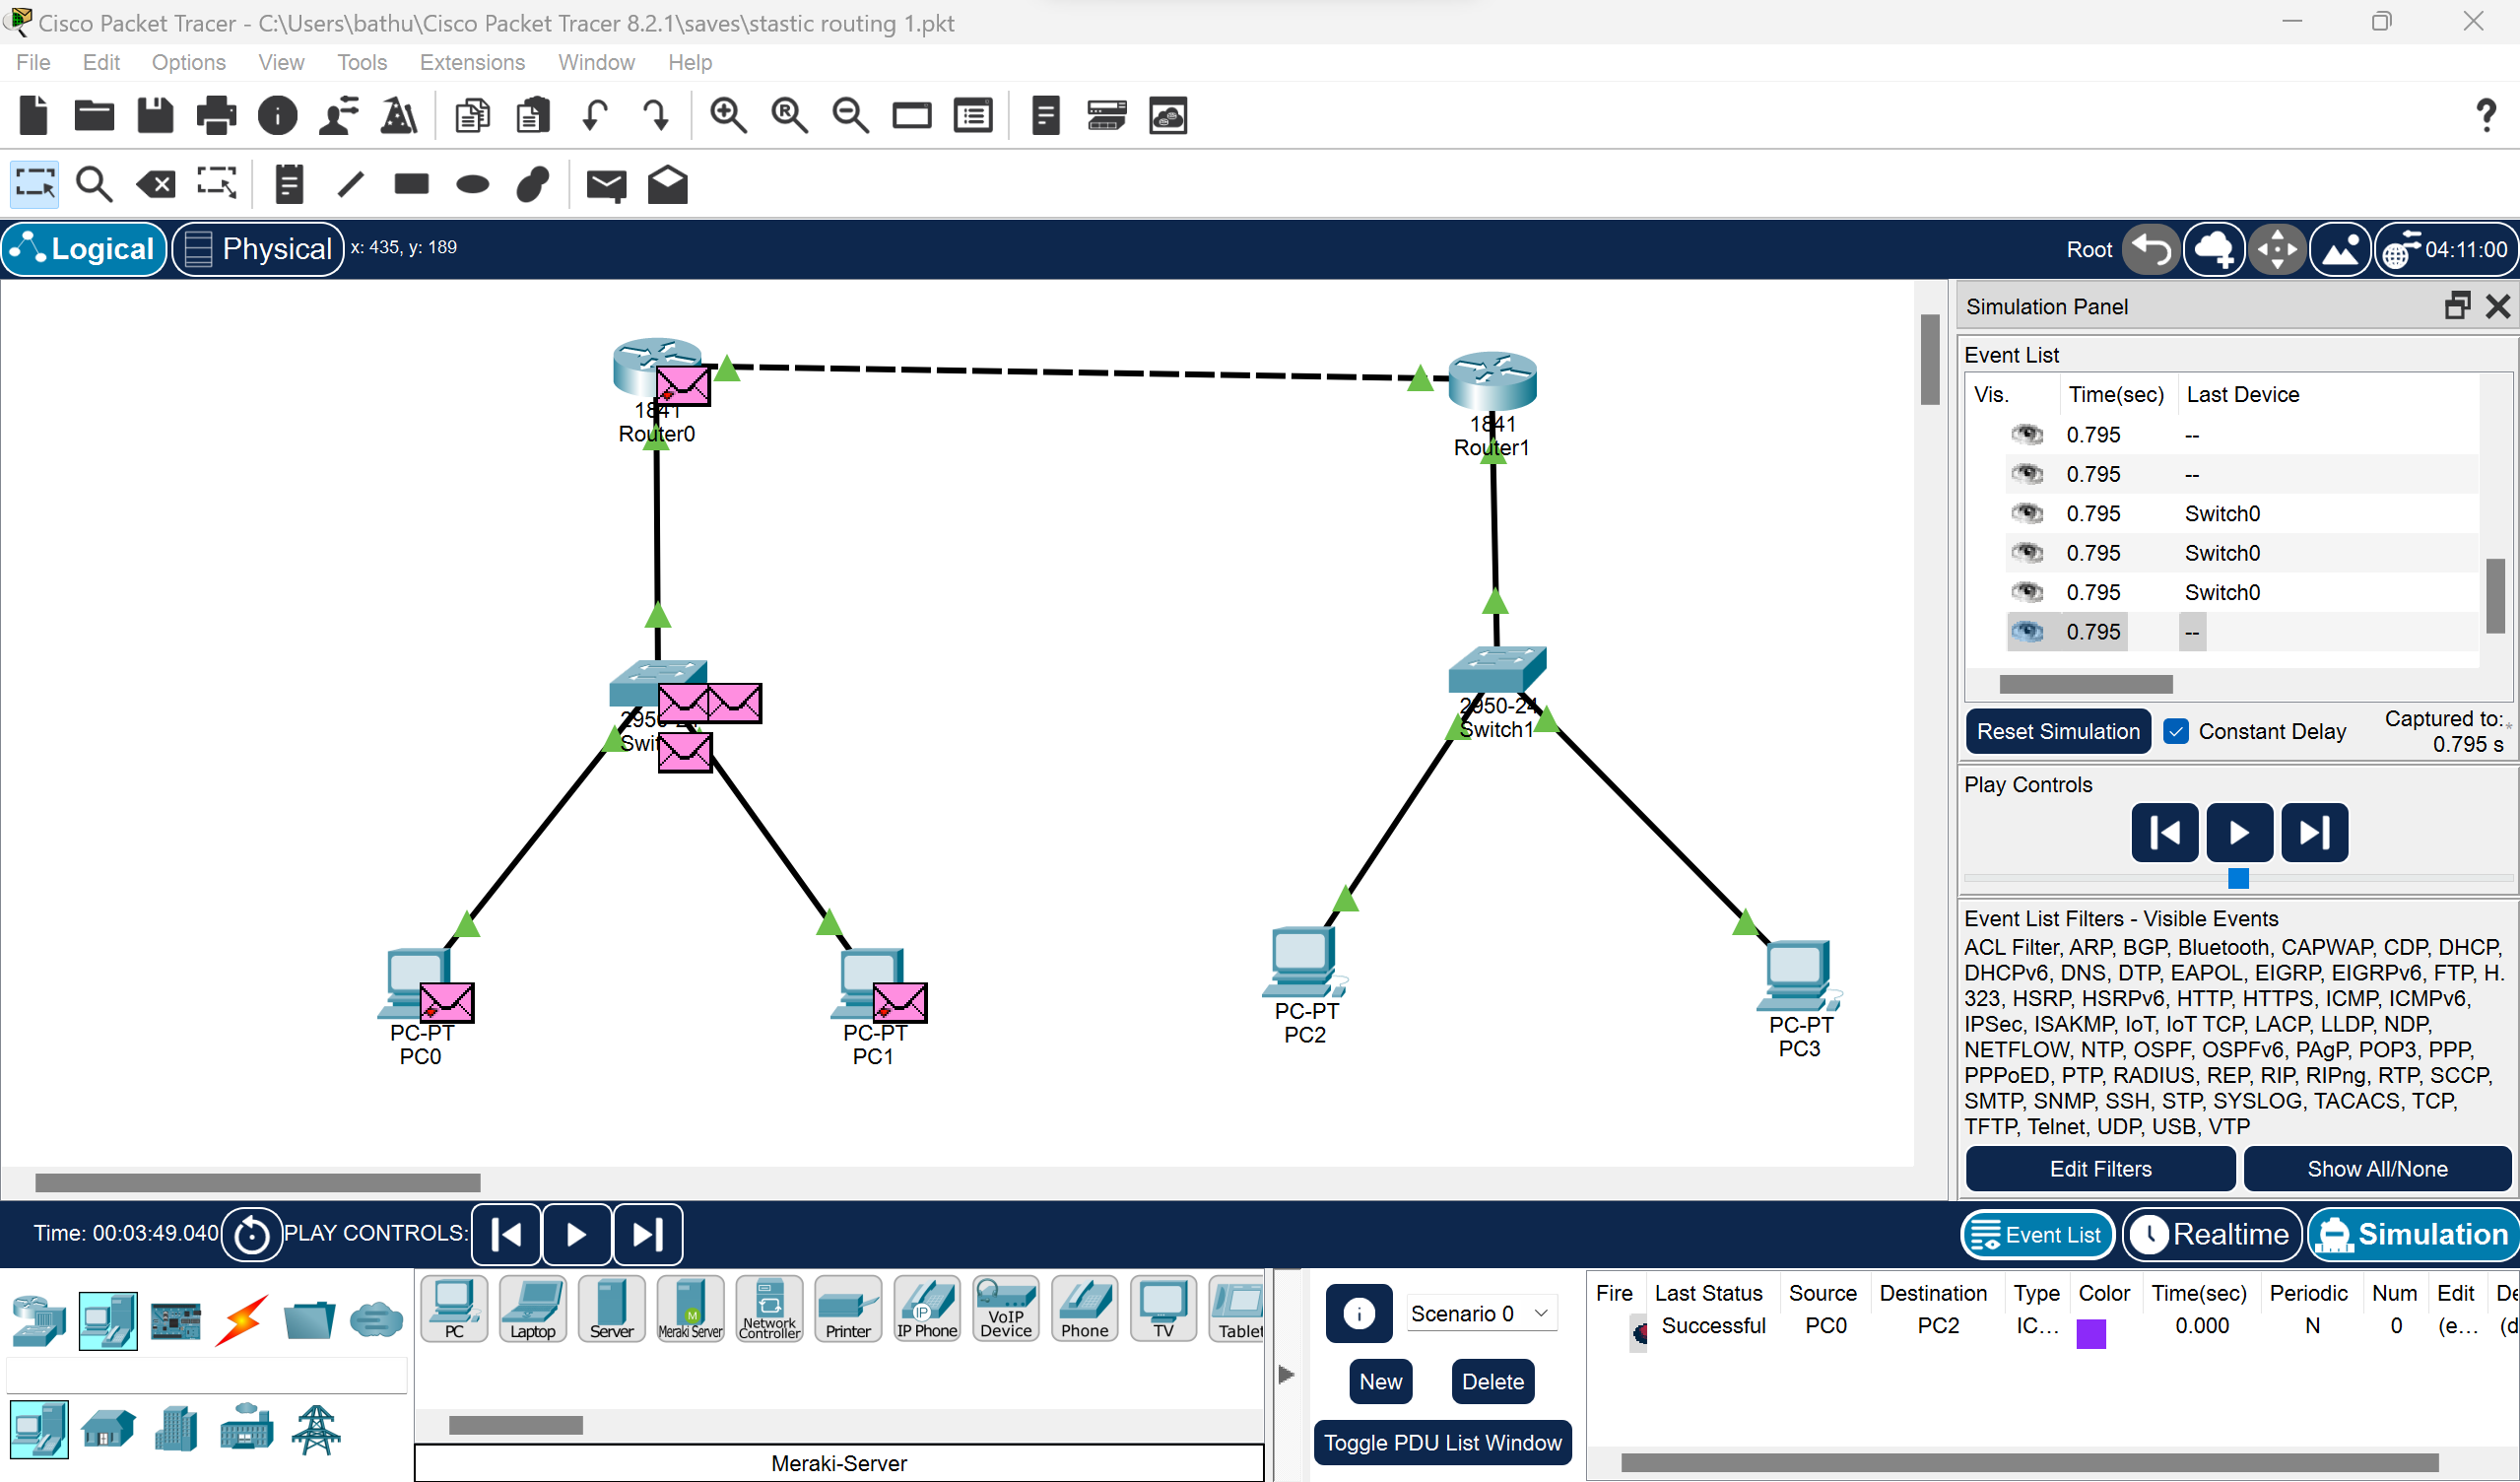 Cisco Packet Tracer - C:\Users\bathu\Cisco Packet Tracer 8.2.1\saves\stastic routing 1.pkt
File Edit Options View Tools Extensions Window Help
Logical Physical x: 435, y: 189 Root 04:11:00
1841
Router0
1841
Router1
2950-24
Switch1
PC-PT
PC0
PC-PT
PC1
PC-PT
PC2
PC-PT
PC3
Simulation Panel
Event List
Vis. Time(sec) Last Device
0.795 --
0.795 --
0.795 Switch0
0.795 Switch0
0.795 Switch0
0.795 --
Reset Simulation Constant Delay Captured to:*
0.795 s
Play Controls
Event List Filters - Visible Events
ACL Filter, ARP, BGP, Bluetooth, CAPWAP, CDP, DHCP,
DHCPv6, DNS, DTP, EAPOL, EIGRP, EIGRPv6, FTP, H.
323, HSRP, HSRPv6, HTTP, HTTPS, ICMP, ICMPv6,
IPSec, ISAKMP, IoT, IoT TCP, LACP, LLDP, NDP,
NETFLOW, NTP, OSPF, OSPFv6, PAgP, POP3, PPP,
PPPoED, PTP, RADIUS, REP, RIP, RIPng, RTP, SCCP,
SMTP, SNMP, SSH, STP, SYSLOG, TACACS, TCP,
TFTP, Telnet, UDP, USB, VTP
Edit Filters Show All/None
Time: 00:03:49.040 PLAY CONTROLS: Event List Realtime Simulation
PC Laptop Server Meraki Server Network Controller Printer IP Phone VoIP Device Phone TV Tablet
Meraki-Server
Scenario 0
New Delete
Toggle PDU List Window
Fire Last Status Source Destination Type Color Time(sec) Periodic Num Edit De
Successful PC0 PC2 IC... 0.000 N 0 (e... (d